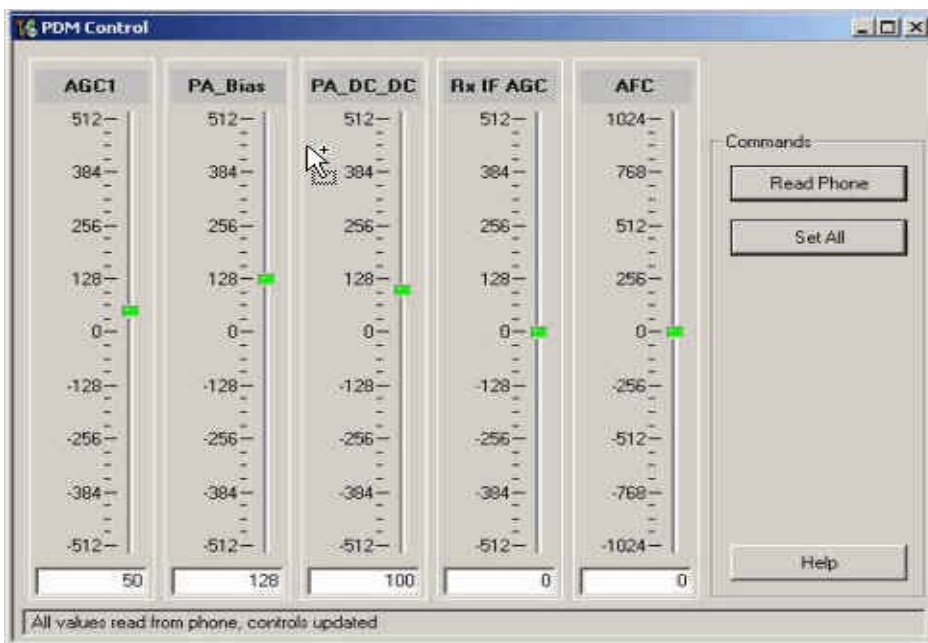 PDM Control
AGC1 PA_Bias PA_DC_DC Rx IF AGC AFC
512 512 512 512 1024
Commands
384 384 384 384 768
Read Phone
256 256 256 256 512
Set All
128 128 128 128 256
0 0 0 0 0
-128 -128 -128 -128 -256
-256 -256 -256 -256 -512
-384 -384 -384 -384 -768
-512 -512 -512 -512 -1024
Help
50 128 100 0 0
All values read from phone, controls updated